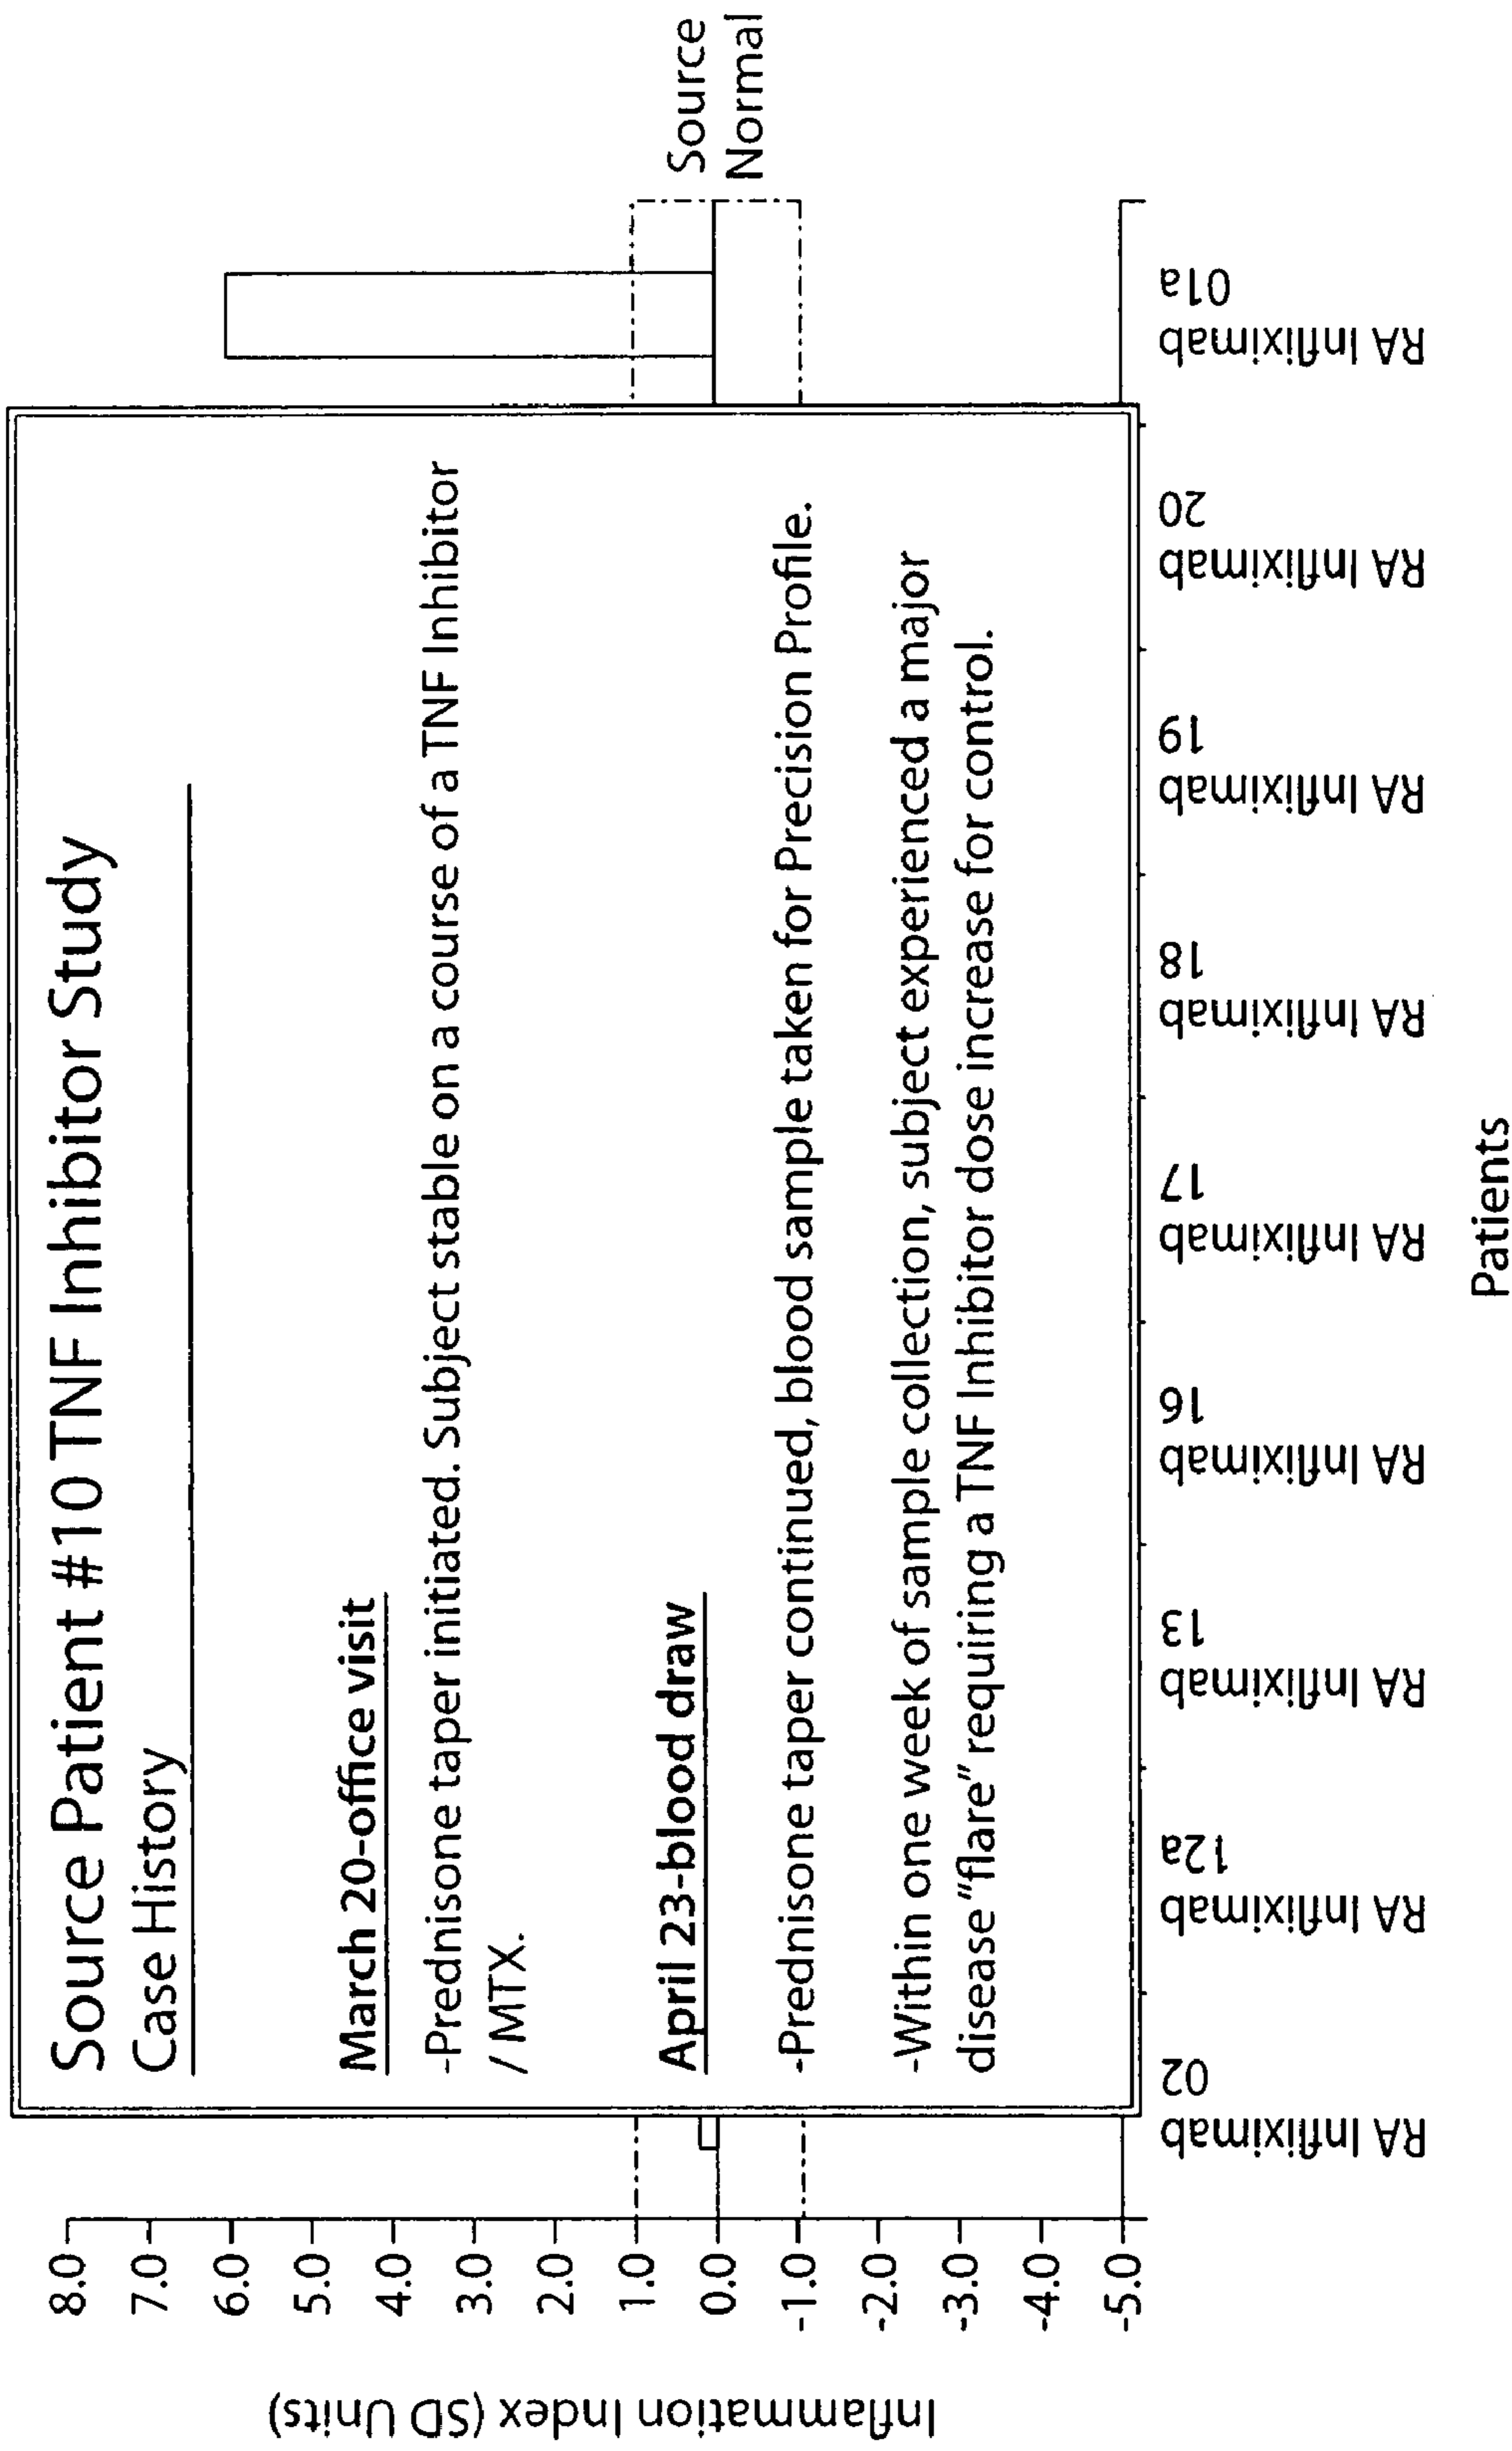 Source Patient #10 TNF Inhibitor Study
Case History
March 20-office visit
-Prednisone taper initiated. Subject stable on a course of a TNF Inhibitor
/ MTX.
April 23-blood draw
-Prednisone taper continued, blood sample taken for Precision Profile.
-Within one week of sample collection, subject experienced a major
disease "flare" requiring a TNF Inhibitor dose increase for control.
Source
Normal
Inflammation Index (SD Units)
8.0
7.0
6.0
5.0
4.0
3.0
2.0
1.0
0.0
-1.0
-2.0
-3.0
-4.0
-5.0
RA Infliximab
02
RA Infliximab
12a
RA Infliximab
13
RA Infliximab
16
RA Infliximab
17
RA Infliximab
18
RA Infliximab
19
RA Infliximab
20
RA Infliximab
01a
Patients